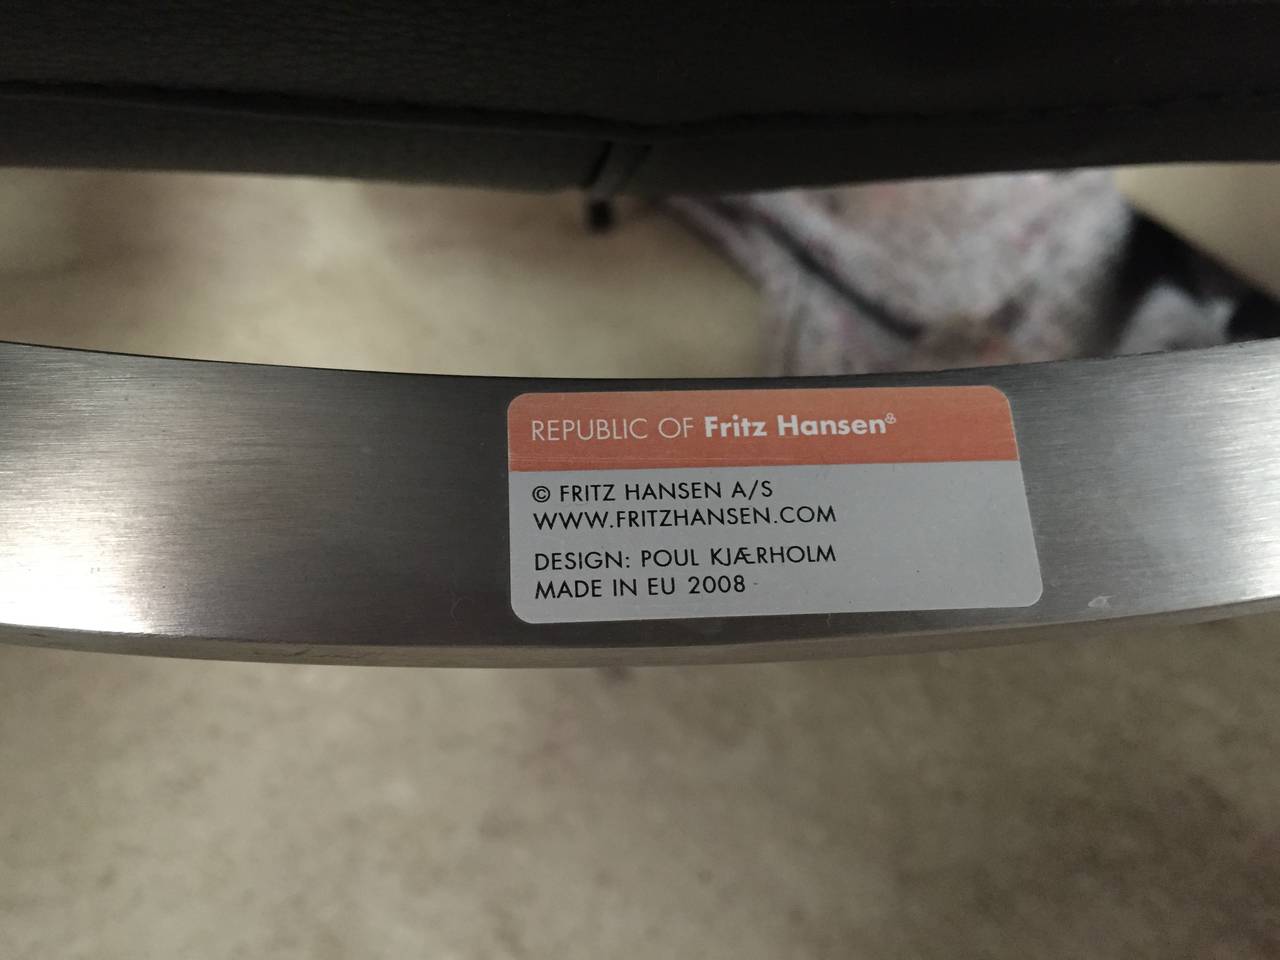 REPUBLIC OF Fritz Hansen®
© FRITZ HANSEN A/S
WWW.FRITZHANSEN.COM
DESIGN: POUL KJÆRHOLM
MADE IN EU 2008